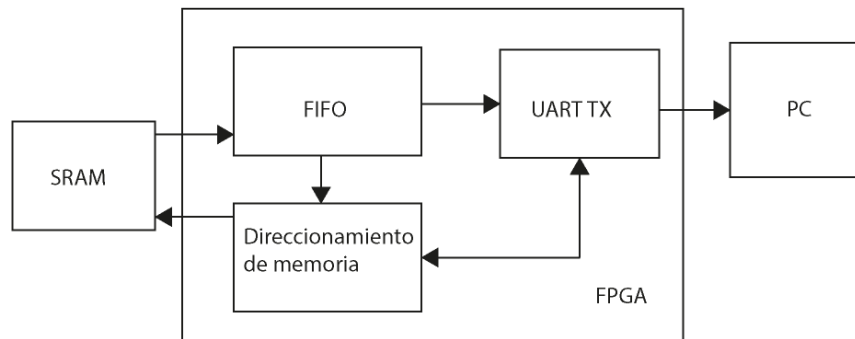 FIFO
UART TX
PC
SRAM
Direccionamiento
de memoria
FPGA